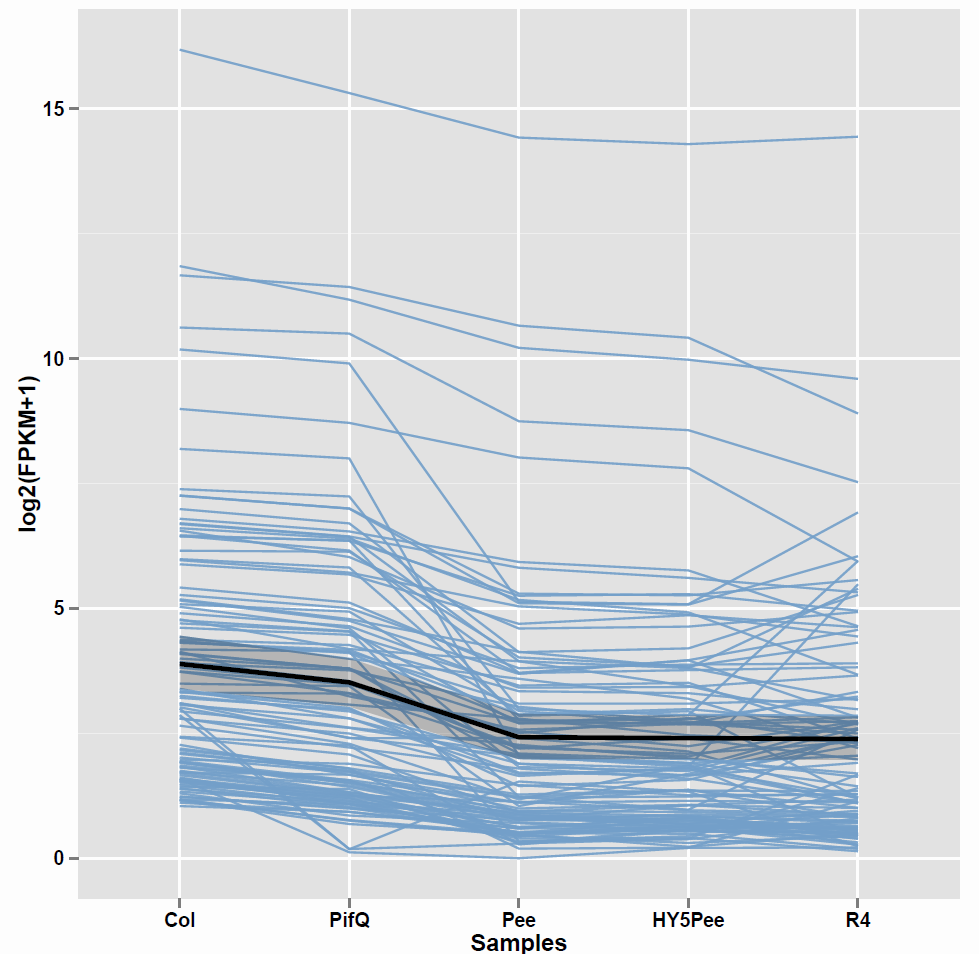 15
10
5
0
log2(FPKM+1)
Col PifQ Pee HY5Pee R4
Samples